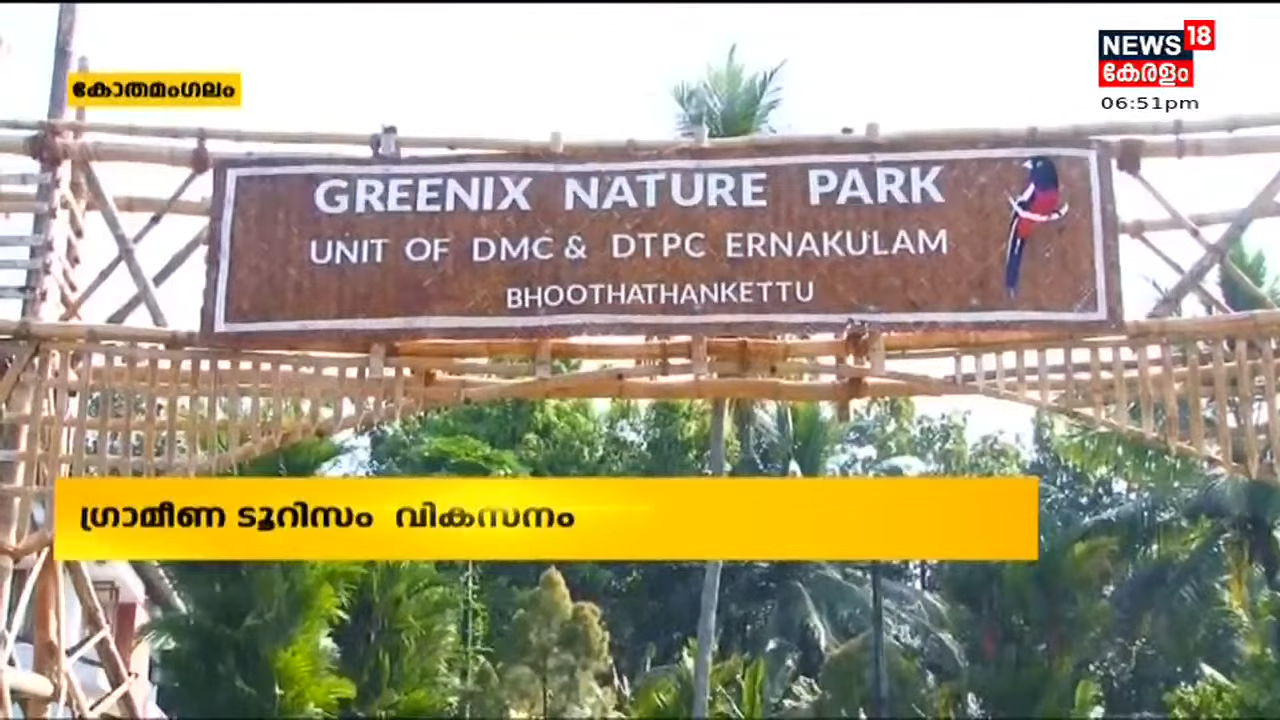 NEWS 18
കേരളം
06:51pm
കോതമംഗലം
GREENIX NATURE PARK
UNIT OF DMC & DTPC ERNAKULAM
BHOOTHATHANKETTU
ഗ്രാമീണ ടൂറിസം വികസനം